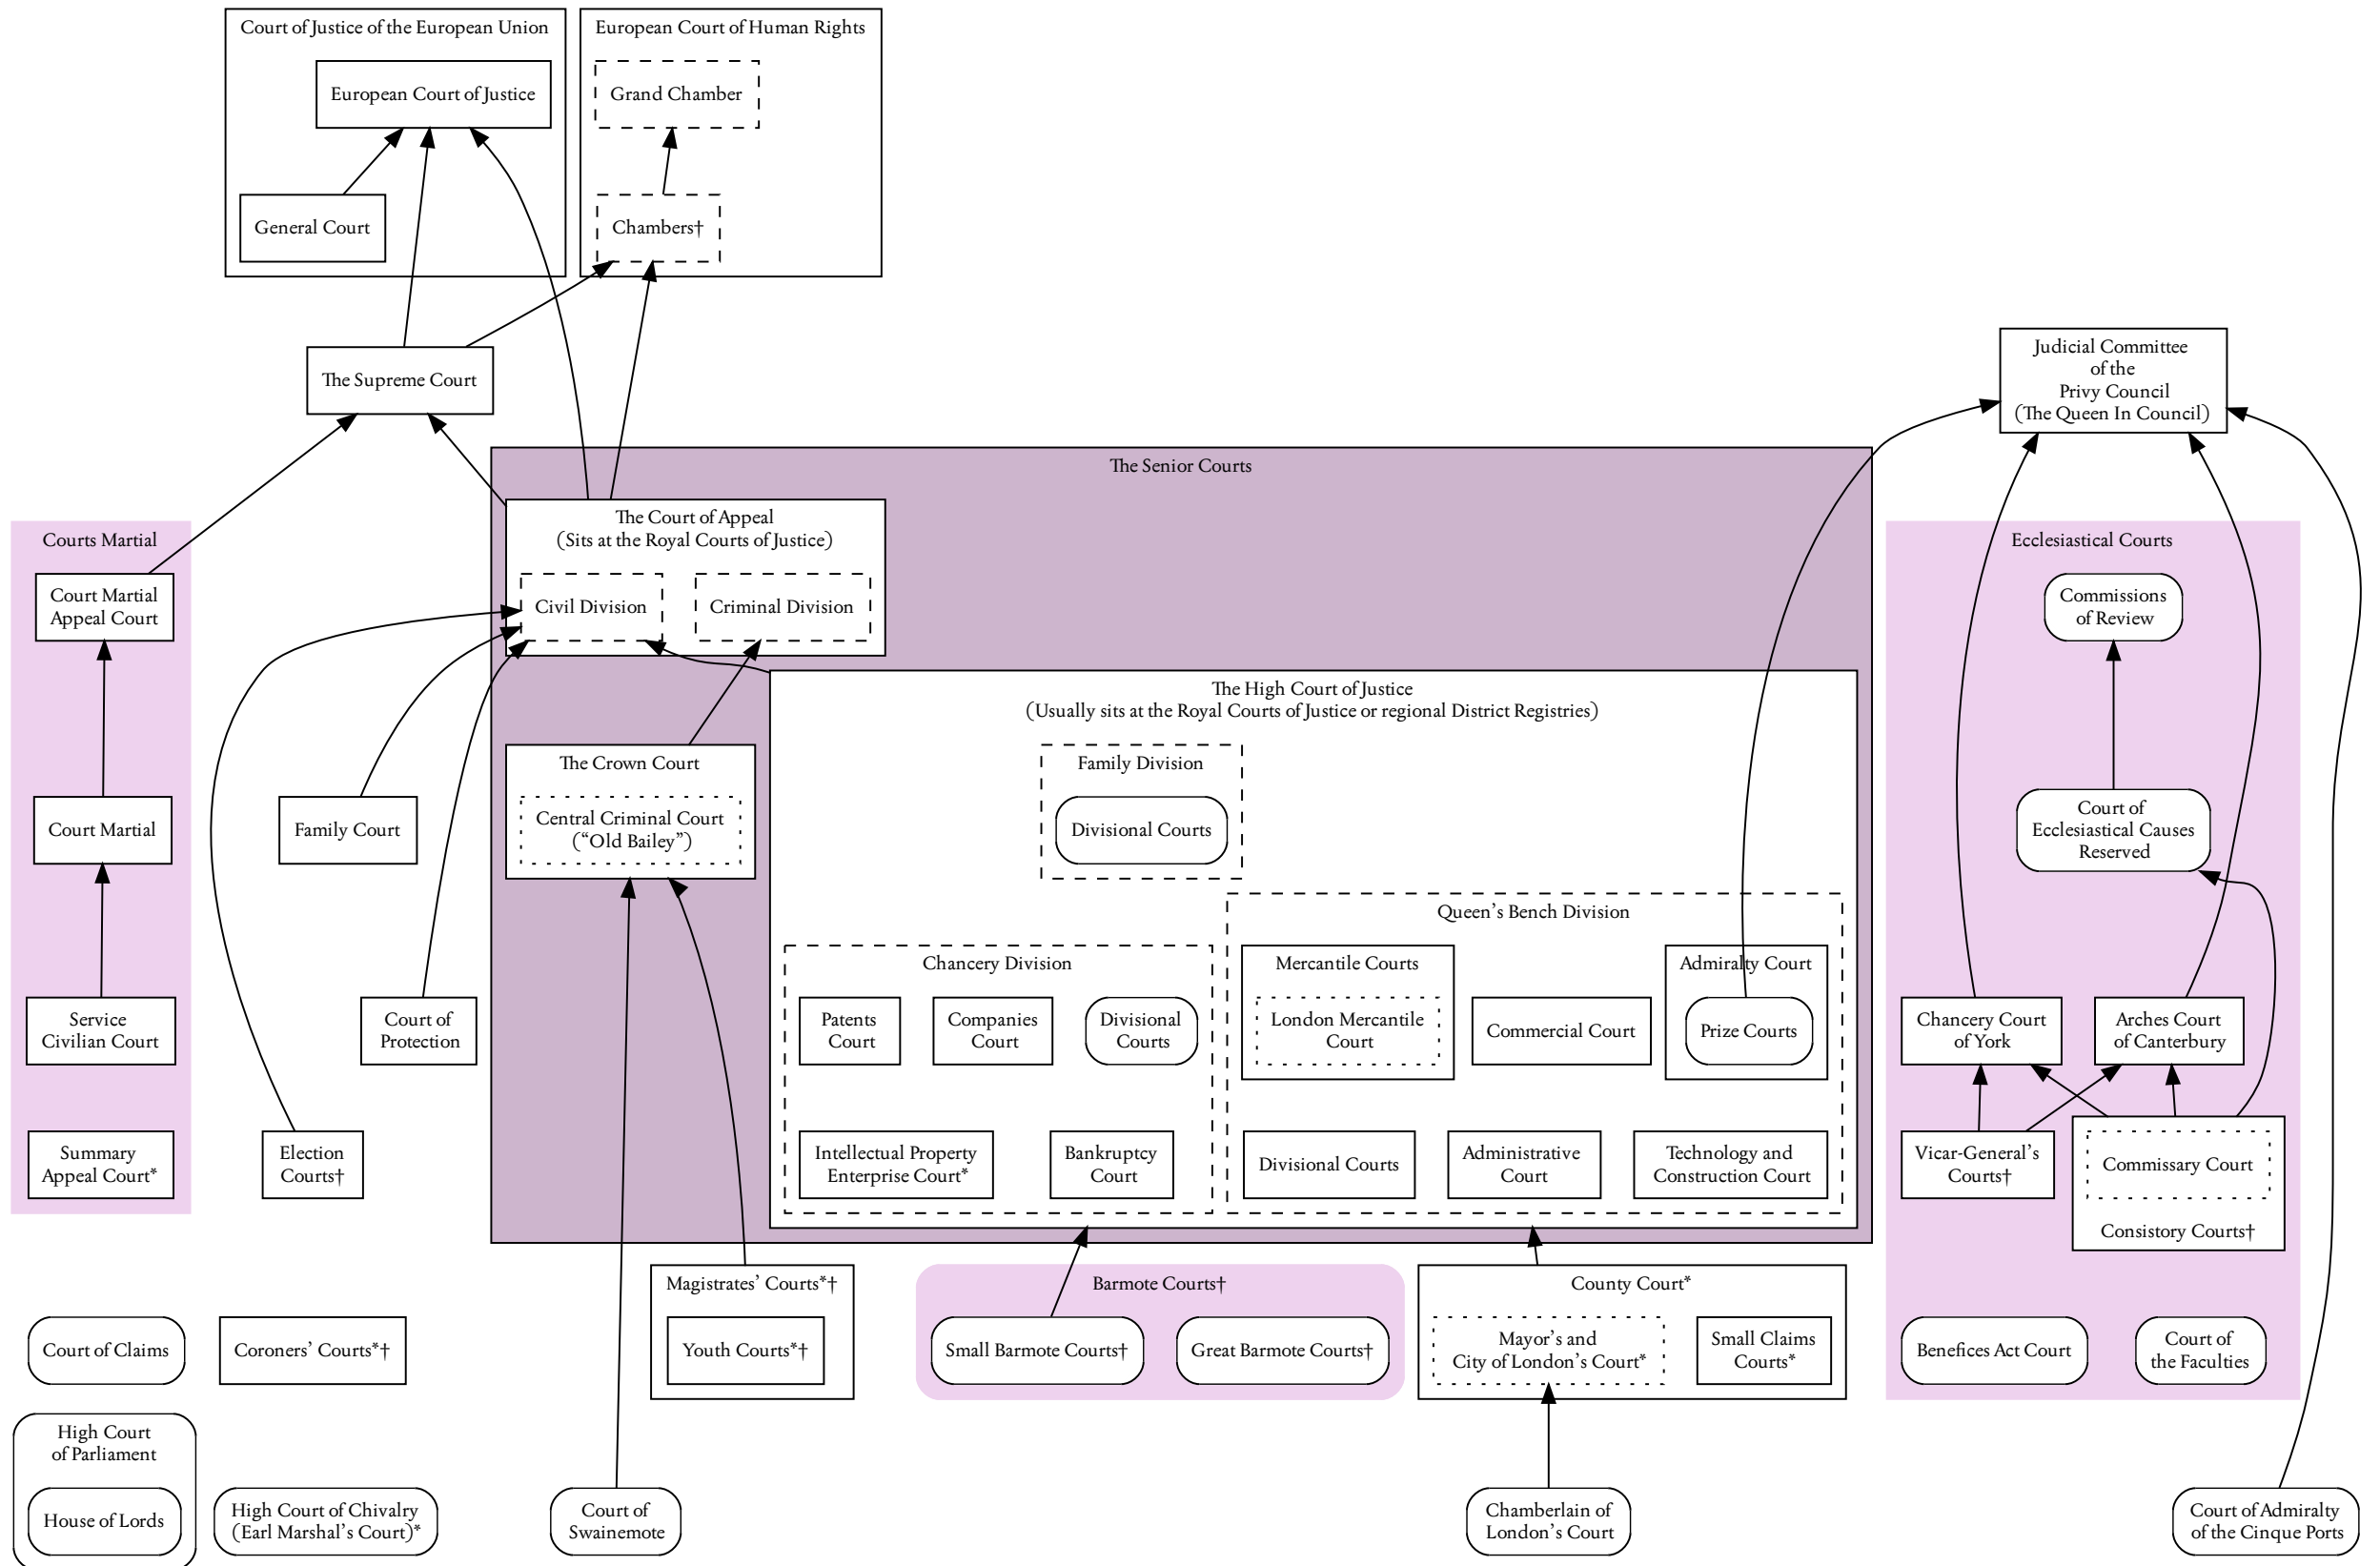 Court of Justice of the European Union
European Court of Human Rights
European Court of Justice
Grand Chamber
General Court
Chambers†
The Supreme Court
Judicial Committee
of the
Privy Council
(The Queen In Council)
The Senior Courts
The Court of Appeal
(Sits at the Royal Courts of Justice)
Courts Martial
Ecclesiastical Courts
Court Martial
Appeal Court
Civil Division
Criminal Division
Commissions
of Review
The High Court of Justice
(Usually sits at the Royal Courts of Justice or regional District Registries)
The Crown Court
Family Division
Court Martial
Family Court
Central Criminal Court
(“Old Bailey”)
Divisional Courts
Court of
Ecclesiastical Causes
Reserved
Queen’s Bench Division
Chancery Division
Mercantile Courts
Admiralty Court
Service
Civilian Court
Court of
Protection
Patents
Court
Companies
Court
Divisional
Courts
London Mercantile
Court
Commercial Court
Prize Courts
Chancery Court
of York
Arches Court
of Canterbury
Summary
Appeal Court*
Election
Courts†
Intellectual Property
Enterprise Court*
Bankruptcy
Court
Divisional Courts
Administrative
Court
Technology and
Construction Court
Vicar-General’s
Courts†
Commissary Court
Consistory Courts†
Magistrates’ Courts*†
Barmote Courts†
County Court*
Court of Claims
Coroners’ Courts*†
Youth Courts*†
Small Barmote Courts†
Great Barmote Courts†
Mayor’s and
City of London’s Court*
Small Claims
Courts*
Benefices Act Court
Court of
the Faculties
High Court
of Parliament
House of Lords
High Court of Chivalry
(Earl Marshal’s Court)*
Court of
Swainemote
Chamberlain of
London’s Court
Court of Admiralty
of the Cinque Ports